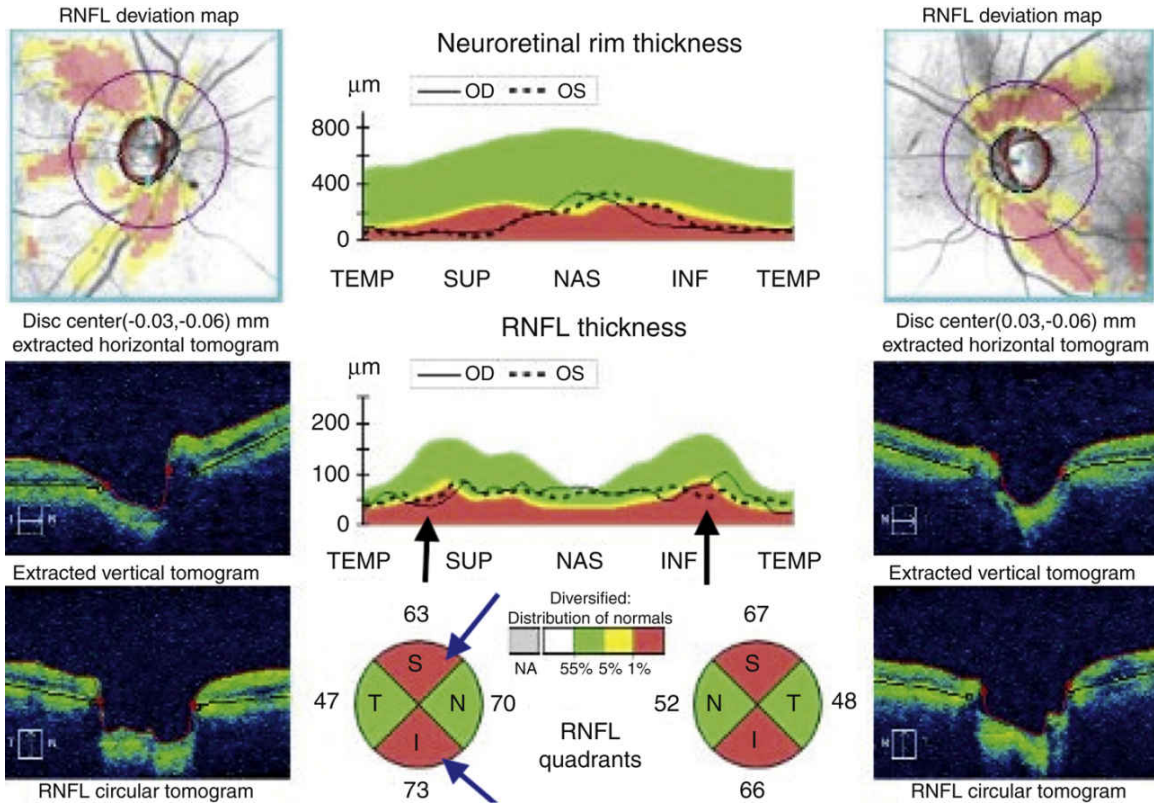 RNFL deviation map
RNFL deviation map
Neuroretinal rim thickness
μm
OD OS
800
400
0
TEMP SUP NAS INF TEMP
Disc center(-0.03,-0.06) mm
extracted horizontal tomogram
Disc center(0.03,-0.06) mm
extracted horizontal tomogram
RNFL thickness
μm
OD OS
200
100
0
TEMP SUP NAS INF TEMP
Extracted vertical tomogram
Extracted vertical tomogram
Diversified:
Distribution of normals
NA 55% 5% 1%
63
S
47 T N 70
I
73
RNFL
quadrants
67
S
52 N T 48
I
66
RNFL circular tomogram
RNFL circular tomogram